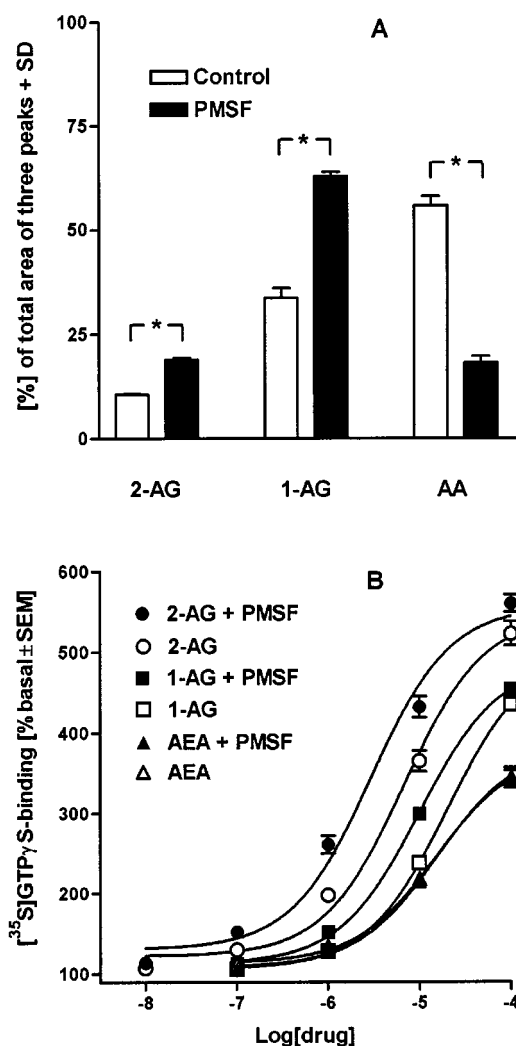 A
[%] of total area of three peaks + SD
100
75
50
25
0
Control
PMSF
*
*
*
2-AG 1-AG AA
B
[³⁵S]GTPγS-binding [% basal±SEM]
600
500
400
300
200
100
2-AG + PMSF
2-AG
1-AG + PMSF
1-AG
AEA + PMSF
AEA
-8 -7 -6 -5 -4
Log[drug]